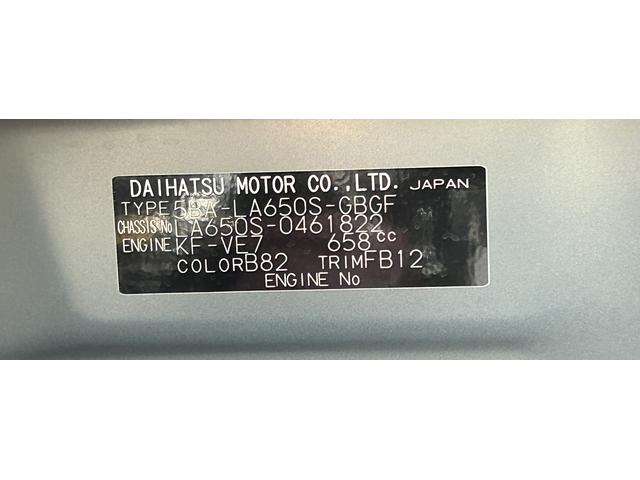 DAIHATSU MOTOR CO.,LTD. JAPAN
TYPE 5BA-LA650S-GBGF
CHASSIS No LA650S-0461822
ENGINE KF-VE7 658cc
COLOR B82 TRIM FB12
ENGINE No